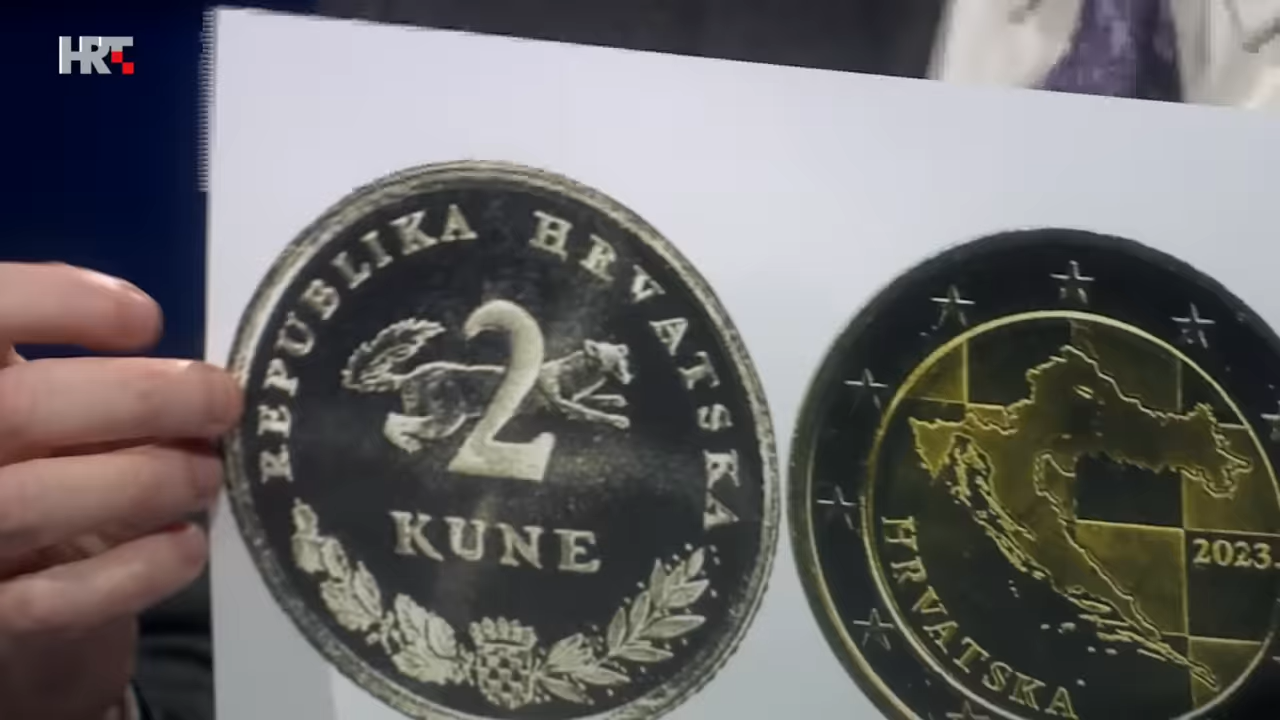 HRT
REPUBLIKA HRVATSKA
2
KUNE
HRVATSKA
2023.